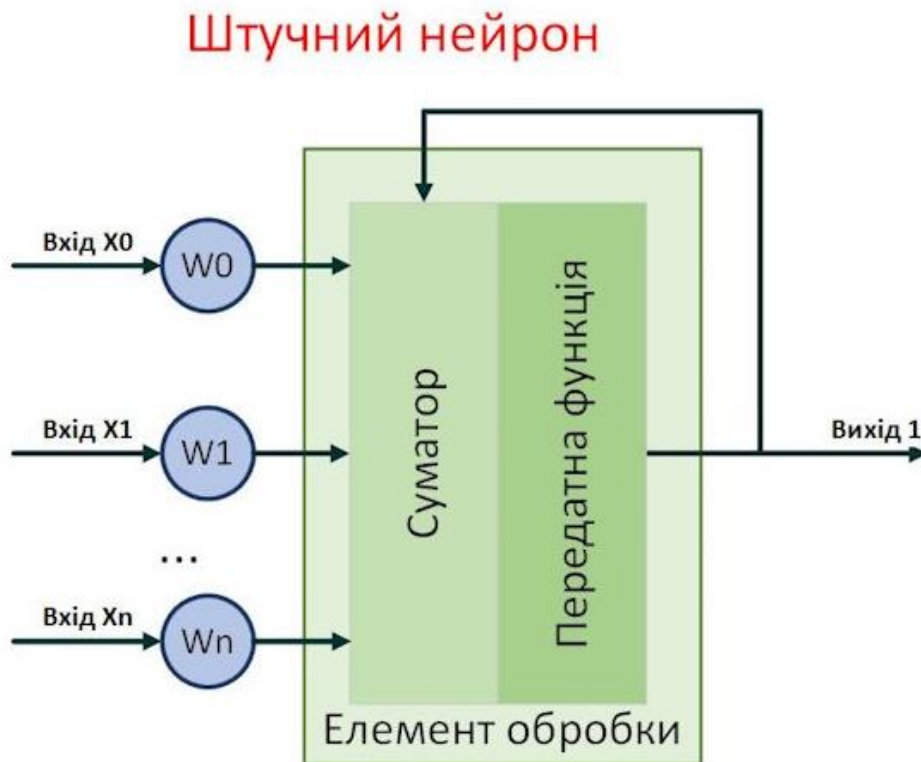 Штучний нейрон
Вхід X0
W0
Вхід X1
W1
...
Вхід Xn
Wn
Суматор
Передатна функція
Вихід 1
Елемент обробки